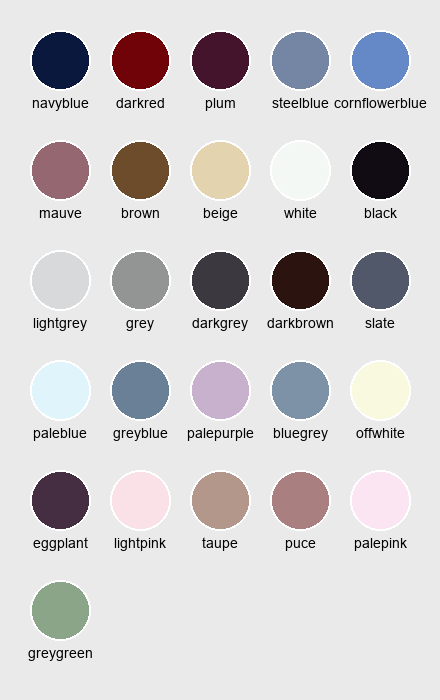 navyblue darkred plum steelblue cornflowerblue
mauve brown beige white black
lightgrey grey darkgrey darkbrown slate
paleblue greyblue palepurple bluegrey offwhite
eggplant lightpink taupe puce palepink
greygreen